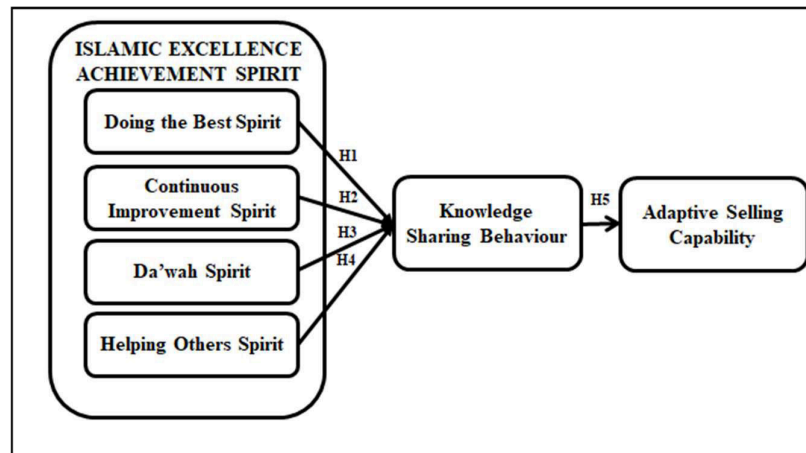 ISLAMIC EXCELLENCE
ACHIEVEMENT SPIRIT
Doing the Best Spirit
Continuous
Improvement Spirit
Da'wah Spirit
Helping Others Spirit
H1
H2
H3
H4
Knowledge
Sharing Behaviour
H5
Adaptive Selling
Capability